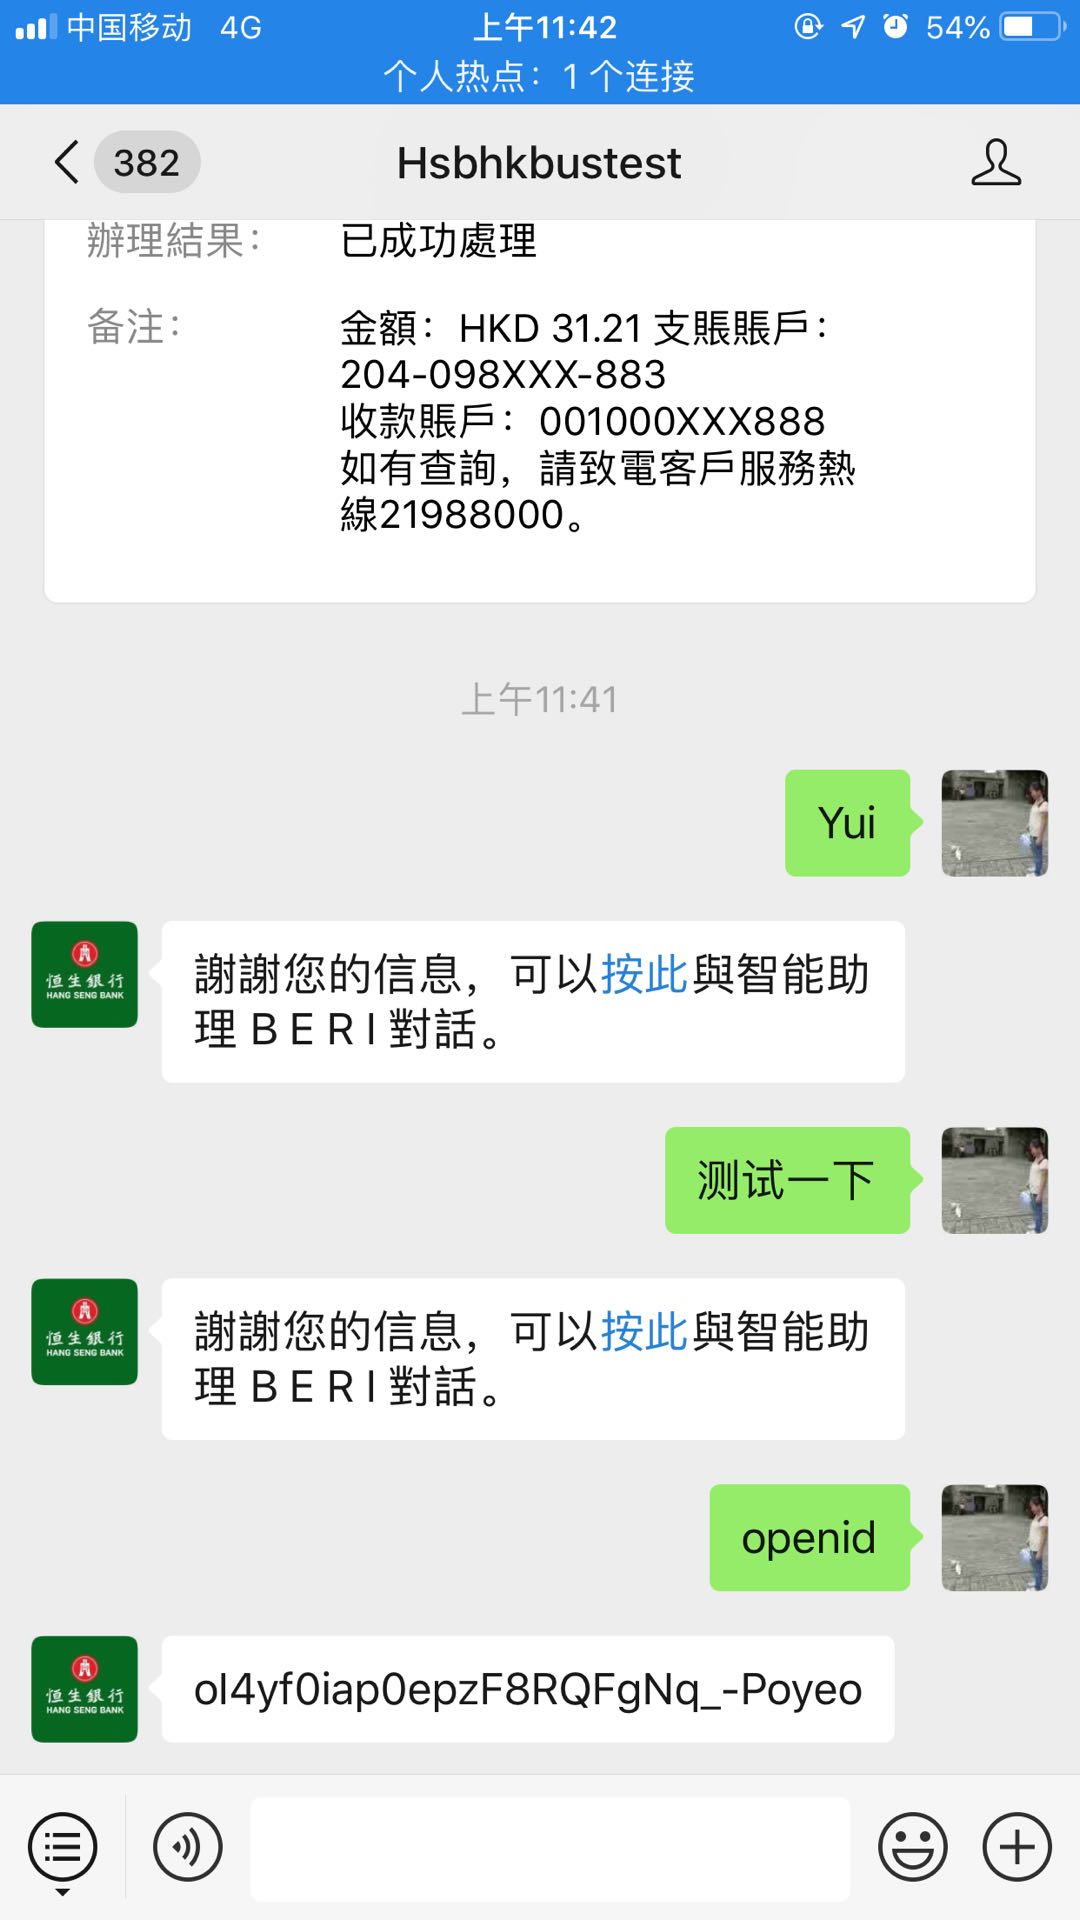 中国移动 4G 上午11:42 54%
个人热点：1 个连接
382 Hsbhkbustest
辦理結果： 已成功處理
备注： 金額：HKD 31.21 支賬賬戶：
204-098XXX-883
收款賬戶：001000XXX888
如有查詢，請致電客戶服務熱
線21988000。
上午11:41
Yui
恒生銀行
HANG SENG BANK
謝謝您的信息，可以按此與智能助
理 B E R I 對話。
测试一下
恒生銀行
HANG SENG BANK
謝謝您的信息，可以按此與智能助
理 B E R I 對話。
openid
恒生銀行
HANG SENG BANK
ol4yf0iap0epzF8RQFgNq_-Poyeo